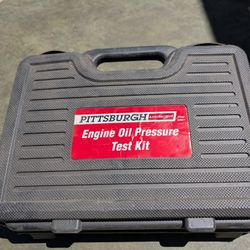 PITTSBURGH
Engine Oil Pressure
Test Kit